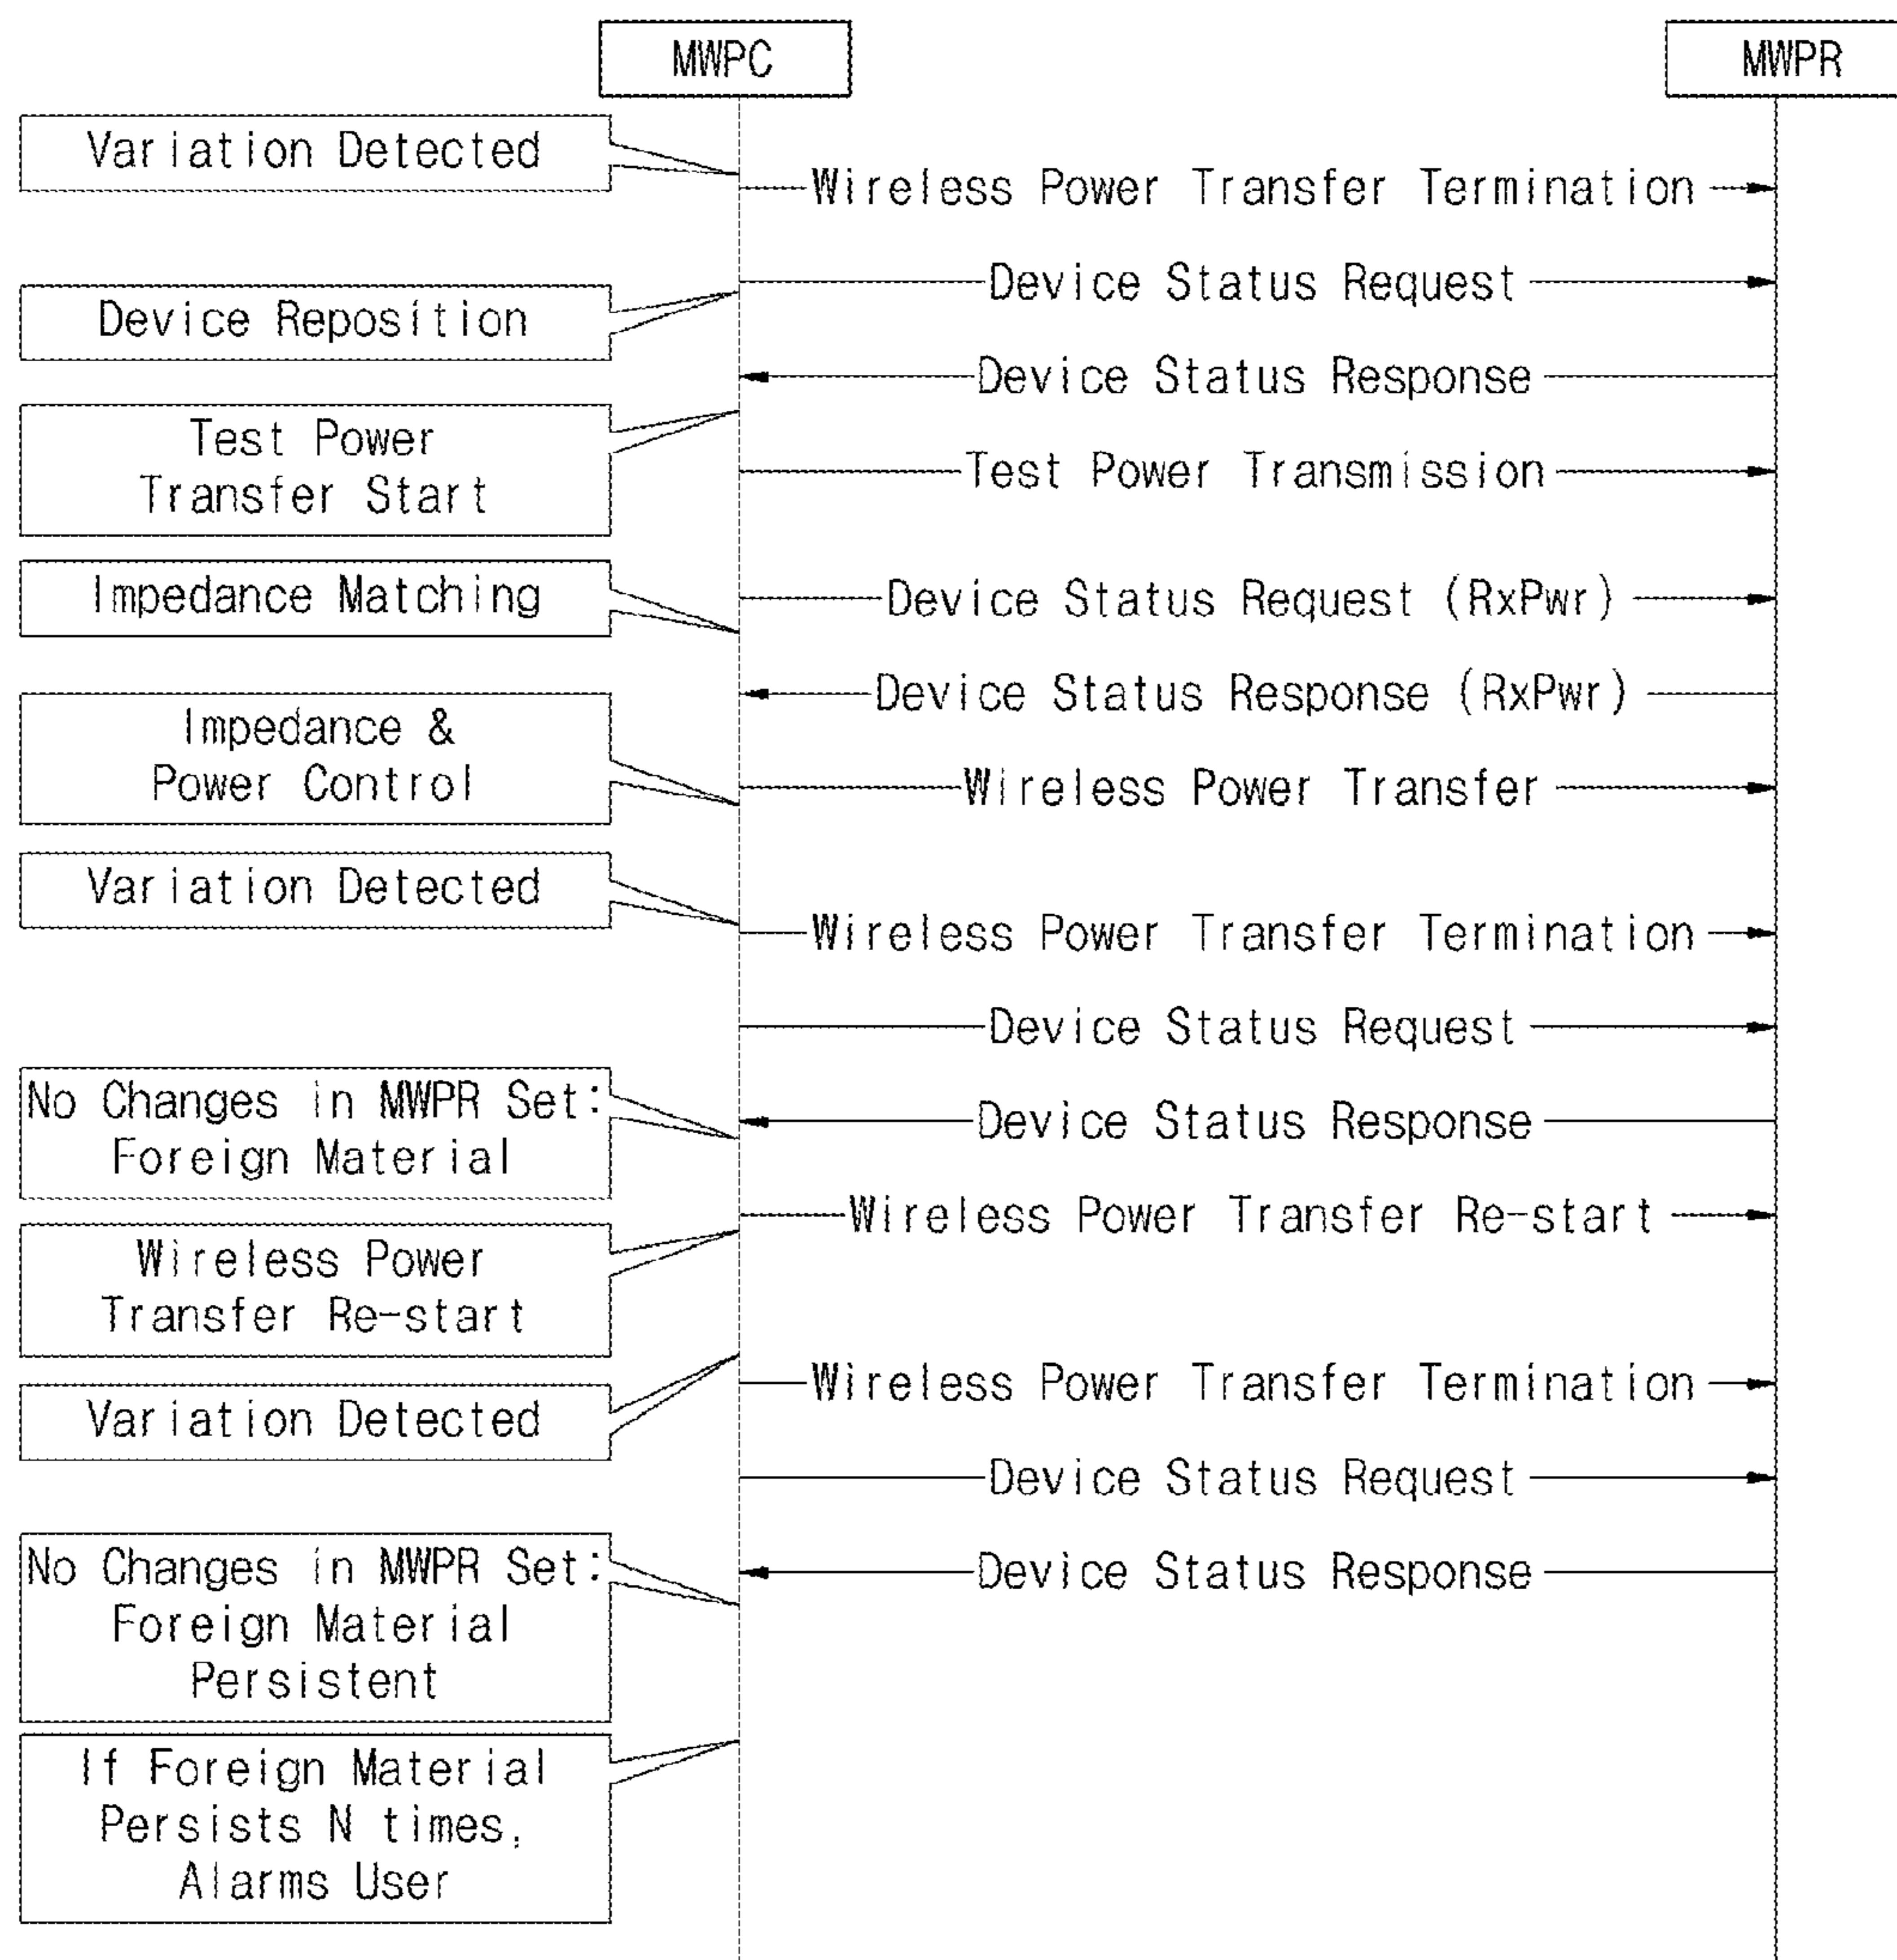 MWPC
MWPR
Variation Detected
Wireless Power Transfer Termination
Device Status Request
Device Reposition
Device Status Response
Test Power
Transfer Start
Test Power Transmission
Impedance Matching
Device Status Request (RxPwr)
Device Status Response (RxPwr)
Impedance &
Power Control
Wireless Power Transfer
Variation Detected
Wireless Power Transfer Termination
Device Status Request
No Changes in MWPR Set:
Foreign Material
Device Status Response
Wireless Power Transfer Re-start
Wireless Power
Transfer Re-start
Wireless Power Transfer Termination
Variation Detected
Device Status Request
No Changes in MWPR Set:
Foreign Material
Persistent
Device Status Response
If Foreign Material
Persists N times,
Alarms User